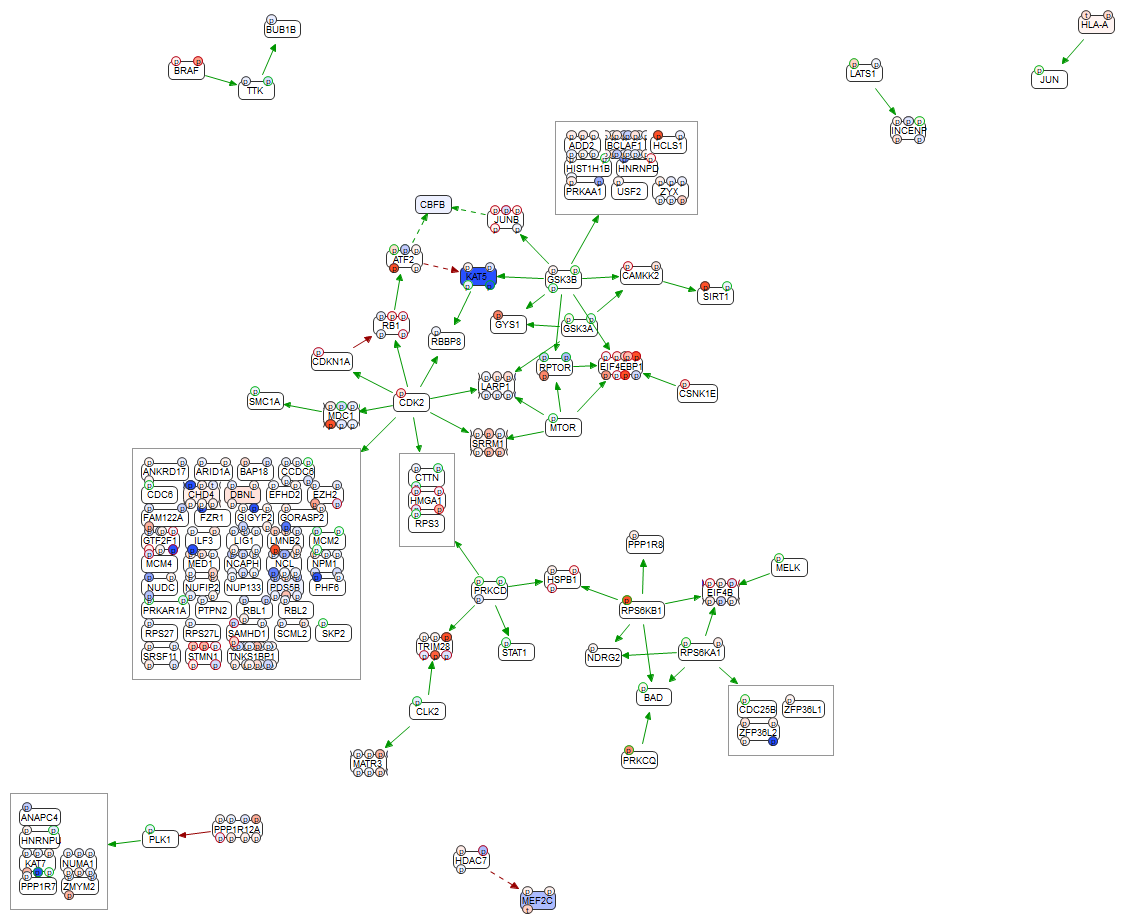 BUB1B
BRAF
TTK
HLA-A
JUN
LATS1
INCENP
ADD2 BCLAF1 HCLS1
HIST1H1B HNRNPD
PRKAA1 USF2 ZYX
CBFB
JUNB
ATF2
KAT5
GSK3B
CAMKK2
SIRT1
RB1
RBBP8
GYS1
GSK3A
CDKN1A
RPTOR
EIF4EBP1
LARP1
CSNK1E
SMC1A
MDC1
CDK2
SRRM1
MTOR
ANKRD17 ARID1A BAP18 CCDC6
CDC6 CHD4 DBNL EFHD2 EZH2
FAM122A FZR1 GIGYF2 GORASP2
GTF2F1 ILF3 LIG1 LMNB2 MCM2
MCM4 MED1 NCAPH NCL NPM1
NUDC NUFIP2 NUP133 PDS5B PHF6
PRKAR1A PTPN2 RBL1 RBL2
RPS27 RPS27L SAMHD1 SCML2 SKP2
SRSF11 STMN1 TNKS1BP1
CTTN
HMGA1
RPS3
PPP1R8
MELK
HSPB1
PRKCD
EIF4B
RPS6KB1
TRIM28
STAT1
NDRG2
RPS6KA1
BAD
CLK2
CDC25B ZFP36L1
ZFP36L2
MATR3
PRKCQ
ANAPC4
HNRNPU
KAT7 NUMA1
PPP1R7 ZMYM2
PLK1
PPP1R12A
HDAC7
MEF2C